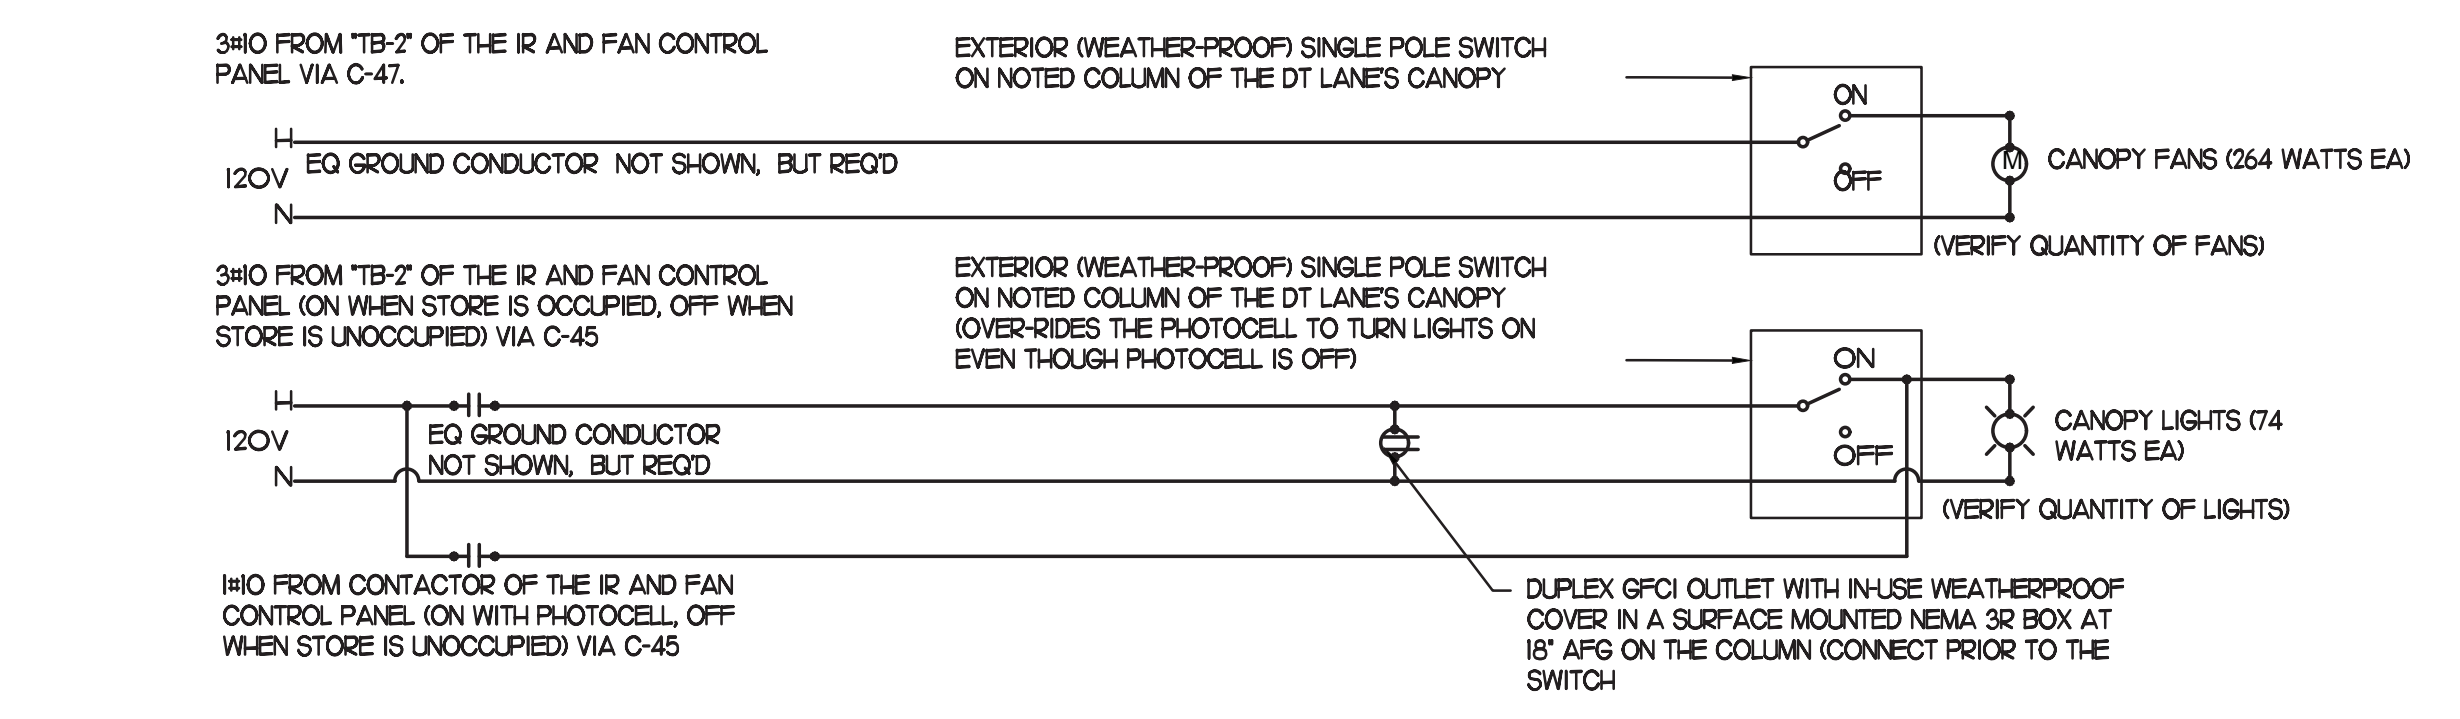 3#10 FROM "TB-2" OF THE IR AND FAN CONTROL
PANEL VIA C-47.
EXTERIOR (WEATHER-PROOF) SINGLE POLE SWITCH
ON NOTED COLUMN OF THE DT LANE'S CANOPY
ON
H
EQ GROUND CONDUCTOR NOT SHOWN, BUT REQ'D
120V
OFF
N
M
CANOPY FANS (264 WATTS EA)
(VERIFY QUANTITY OF FANS)
3#10 FROM "TB-2" OF THE IR AND FAN CONTROL
PANEL (ON WHEN STORE IS OCCUPIED, OFF WHEN
STORE IS UNOCCUPIED) VIA C-45
EXTERIOR (WEATHER-PROOF) SINGLE POLE SWITCH
ON NOTED COLUMN OF THE DT LANE'S CANOPY
(OVER-RIDES THE PHOTOCELL TO TURN LIGHTS ON
EVEN THOUGH PHOTOCELL IS OFF)
ON
H
120V
EQ GROUND CONDUCTOR
NOT SHOWN, BUT REQ'D
N
OFF
CANOPY LIGHTS (74
WATTS EA)
(VERIFY QUANTITY OF LIGHTS)
1#10 FROM CONTACTOR OF THE IR AND FAN
CONTROL PANEL (ON WITH PHOTOCELL, OFF
WHEN STORE IS UNOCCUPIED) VIA C-45
DUPLEX GFCI OUTLET WITH IN-USE WEATHERPROOF
COVER IN A SURFACE MOUNTED NEMA 3R BOX AT
18" AFG ON THE COLUMN (CONNECT PRIOR TO THE
SWITCH